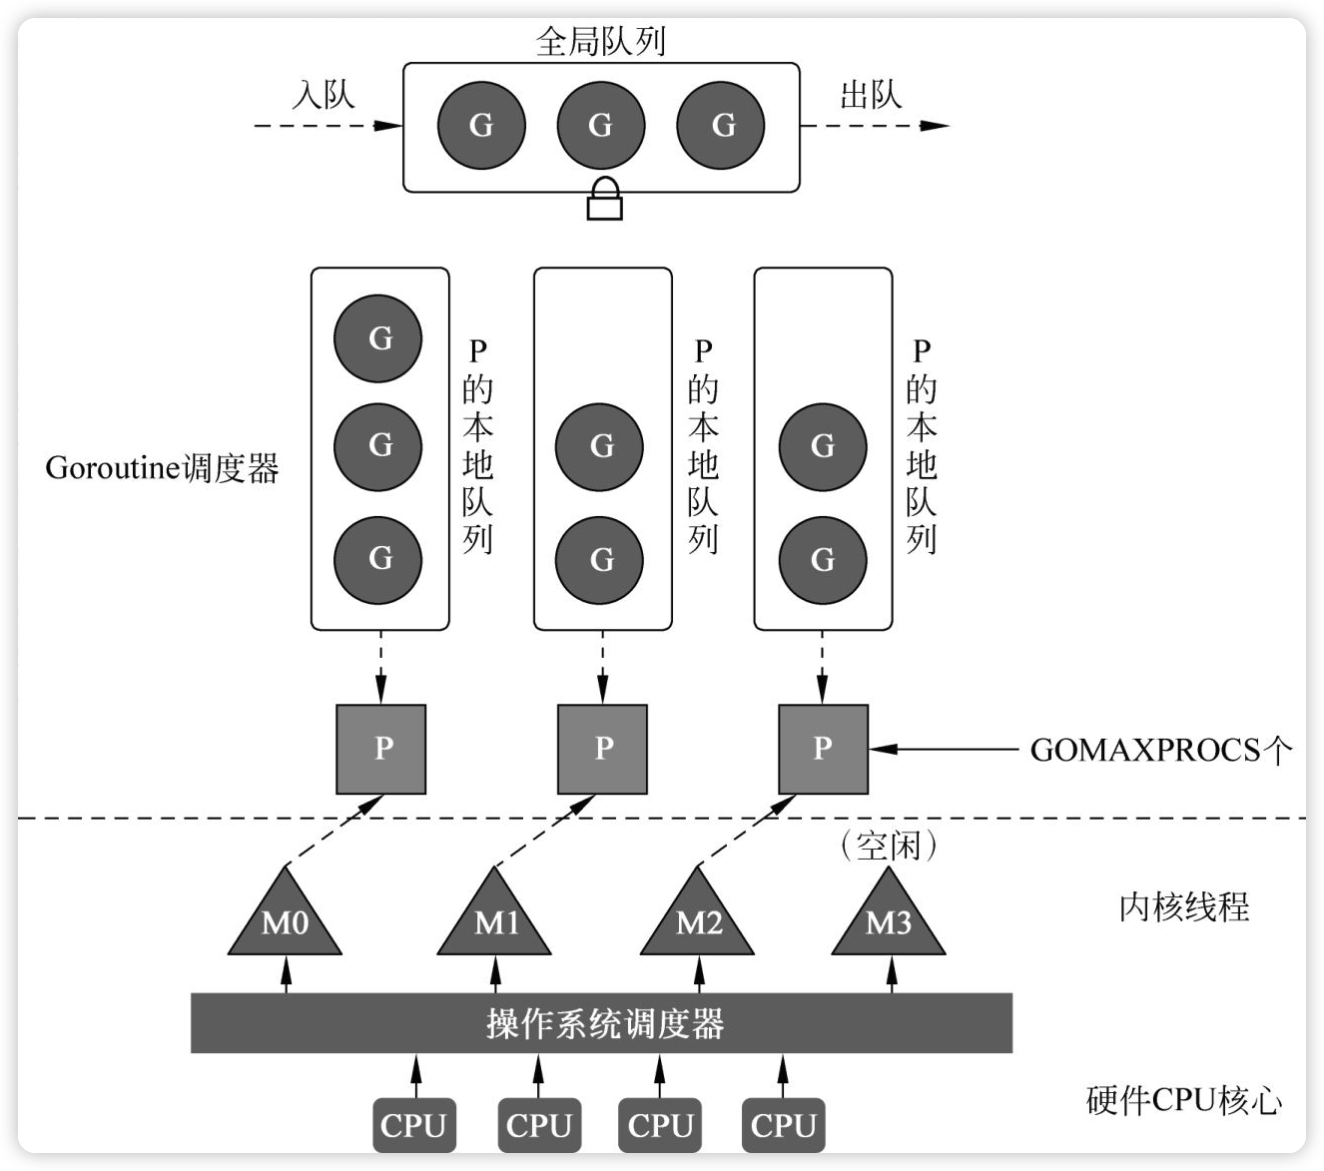 全局队列
入队
出队
G
G
G
G
G
G
G
G
G
G
P的本地队列
P的本地队列
P的本地队列
Goroutine调度器
P
P
P
GOMAXPROCS个
（空闲）
M0
M1
M2
M3
内核线程
操作系统调度器
CPU
CPU
CPU
CPU
硬件CPU核心